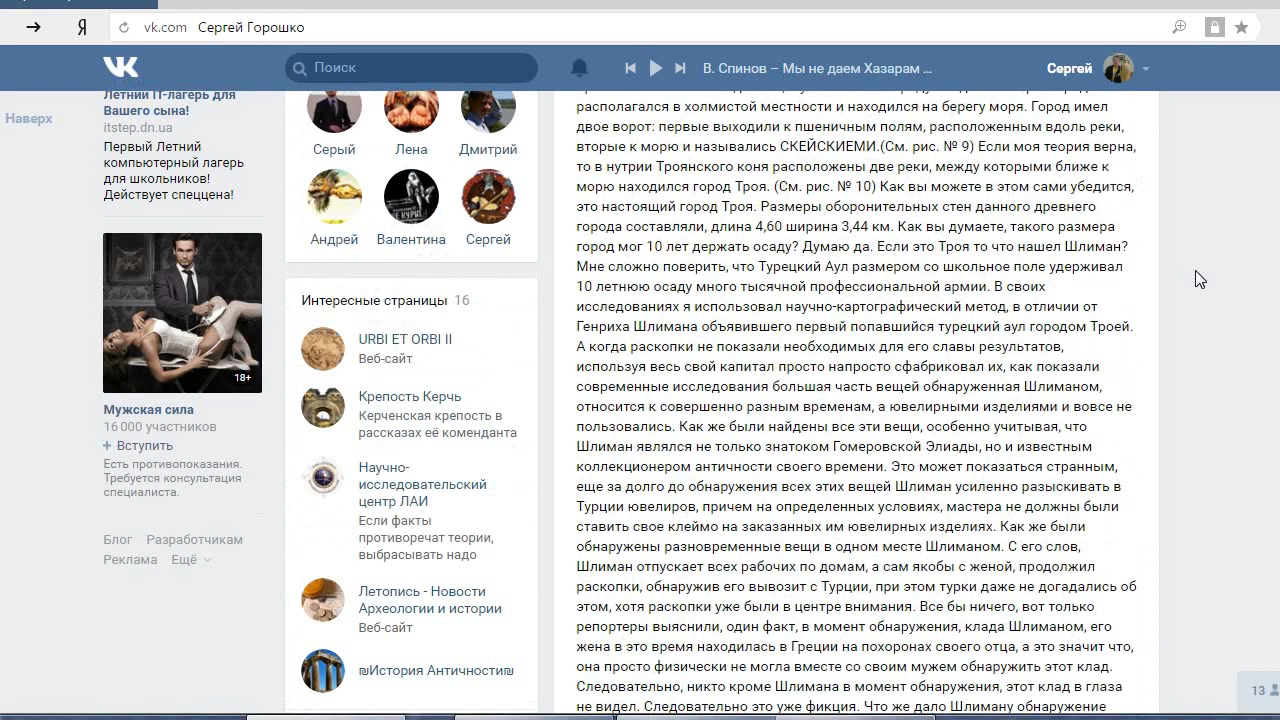 Я
vk.com Сергей Горошко
Поиск
В. Спинов – Мы не даем Хазарам ...
Сергей
Наверх
Летний IT-лагерь для
Вашего сына!
itstep.dn.ua
Первый Летний
компьютерный лагерь
для школьников!
Действует спеццена!
18+
Мужская сила
16 000 участников
+ Вступить
Есть противопоказания.
Требуется консультация
специалиста.
Блог Разработчикам
Реклама Ещё
Серый Лена Дмитрий
Андрей Валентина Сергей
Интересные страницы 16
URBI ET ORBI II
Веб-сайт
Крепость Керчь
Керченская крепость в
рассказах её коменданта
Научно-
исследовательский
центр ЛАИ
Если факты
противоречат теории,
выбрасывать надо
Летопись - Новости
Археологии и истории
Веб-сайт
₪История Античности₪
располагался в холмистой местности и находился на берегу моря. Город имел
двое ворот: первые выходили к пшеничным полям, расположенным вдоль реки,
вторые к морю и назывались СКЕЙСКИЕМИ.(См. рис. № 9) Если моя теория верна,
то в нутрии Троянского коня расположены две реки, между которыми ближе к
морю находился город Троя. (См. рис. № 10) Как вы можете в этом сами убедится,
это настоящий город Троя. Размеры оборонительных стен данного древнего
города составляли, длина 4,60 ширина 3,44 км. Как вы думаете, такого размера
город мог 10 лет держать осаду? Думаю да. Если это Троя то что нашел Шлиман?
Мне сложно поверить, что Турецкий Аул размером со школьное поле удерживал
10 летнюю осаду много тысячной профессиональной армии. В своих
исследованиях я использовал научно-картографический метод, в отличии от
Генриха Шлимана объявившего первый попавшийся турецкий аул городом Троей.
А когда раскопки не показали необходимых для его славы результатов,
используя весь свой капитал просто напросто сфабриковал их, как показали
современные исследования большая часть вещей обнаруженная Шлиманом,
относится к совершенно разным временам, а ювелирными изделиями и вовсе не
пользовались. Как же были найдены все эти вещи, особенно учитывая, что
Шлиман являлся не только знатоком Гомеровской Элиады, но и известным
коллекционером античности своего времени. Это может показаться странным,
еще за долго до обнаружения всех этих вещей Шлиман усиленно разыскивать в
Турции ювелиров, причем на определенных условиях, мастера не должны были
ставить свое клеймо на заказанных им ювелирных изделиях. Как же были
обнаружены разновременные вещи в одном месте Шлиманом. С его слов,
Шлиман отпускает всех рабочих по домам, а сам якобы с женой, продолжил
раскопки, обнаружив его вывозит с Турции, при этом турки даже не догадались об
этом, хотя раскопки уже были в центре внимания. Все бы ничего, вот только
репортеры выяснили, один факт, в момент обнаружения, клада Шлиманом, его
жена в это время находилась в Греции на похоронах своего отца, а это значит что,
она просто физически не могла вместе со своим мужем обнаружить этот клад.
Следовательно, никто кроме Шлимана в момент обнаружения, этот клад в глаза
не видел. Следовательно это уже фикция. Что же дало Шлиману обнаружение
13